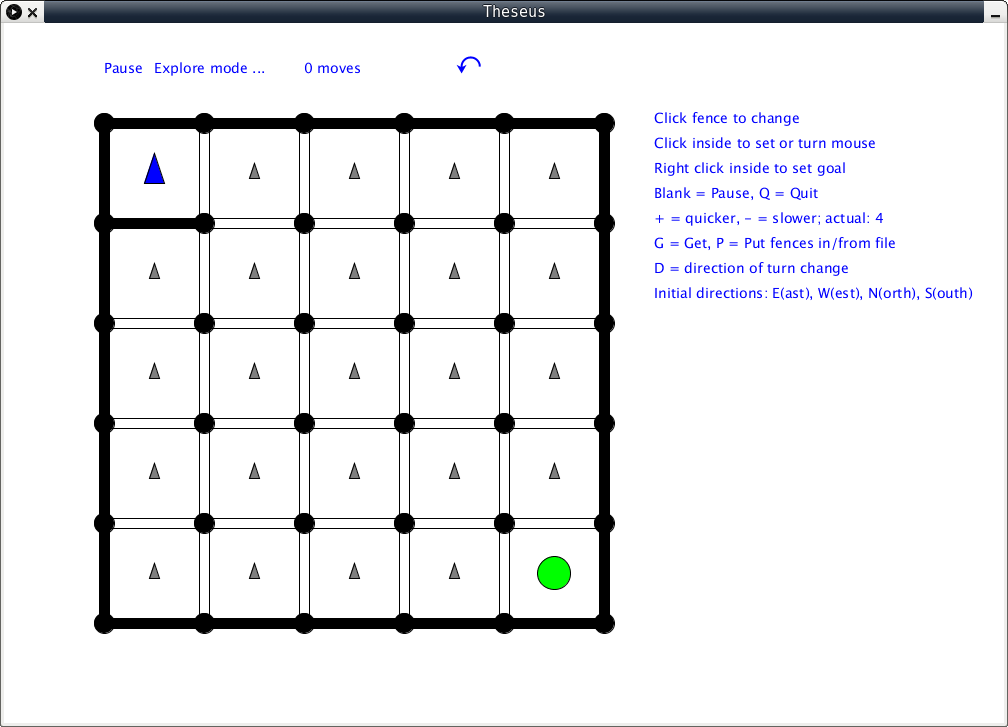 Theseus
Pause Explore mode ... 0 moves
Click fence to change
Click inside to set or turn mouse
Right click inside to set goal
Blank = Pause, Q = Quit
+ = quicker, - = slower; actual: 4
G = Get, P = Put fences in/from file
D = direction of turn change
Initial directions: E(ast), W(est), N(orth), S(outh)